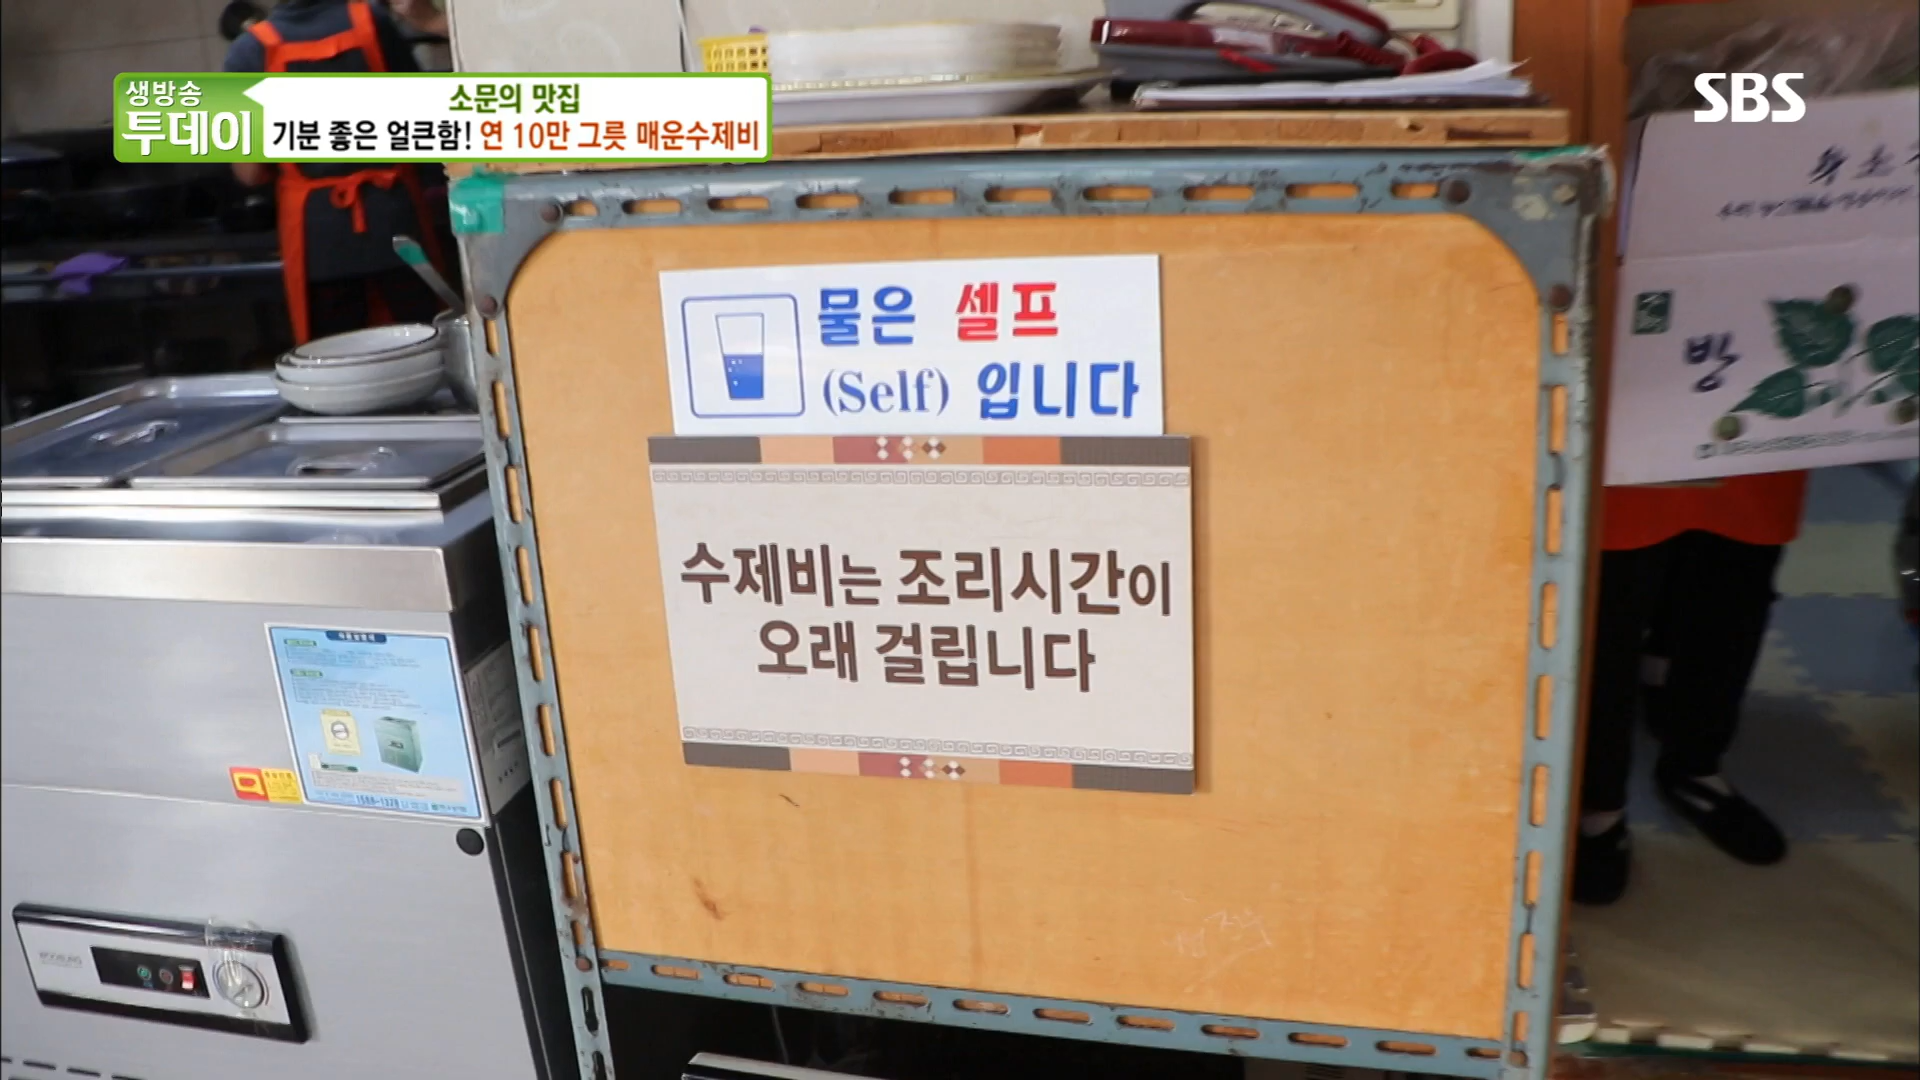 생방송
투데이
소문의 맛집
기분 좋은 얼큰함! 연 10만 그릇 매운수제비
SBS
물은 셀프
(Self) 입니다
수제비는 조리시간이
오래 걸립니다
방
1588-1378